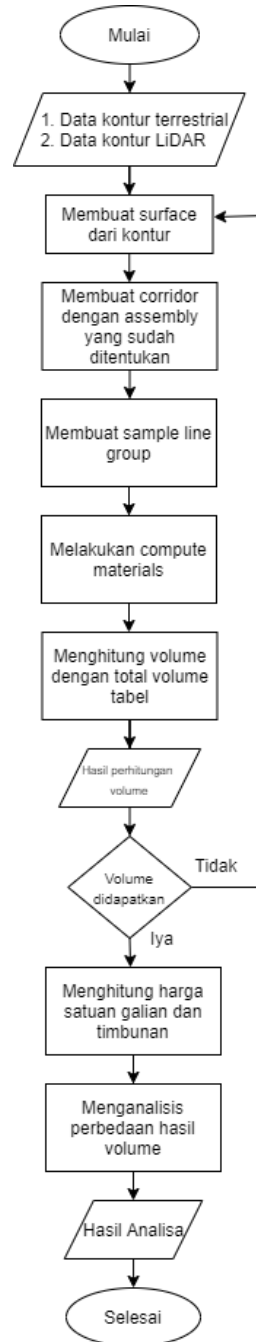 Mulai
1. Data kontur terrestrial
2. Data kontur LiDAR
Membuat surface
dari kontur
Membuat corridor
dengan assembly
yang sudah
ditentukan
Membuat sample line
group
Melakukan compute
materials
Menghitung volume
dengan total volume
tabel
Hasil perhitungan
volume
Volume
didapatkan
Tidak
Iya
Menghitung harga
satuan galian dan
timbunan
Menganalisis
perbedaan hasil
volume
Hasil Analisa
Selesai